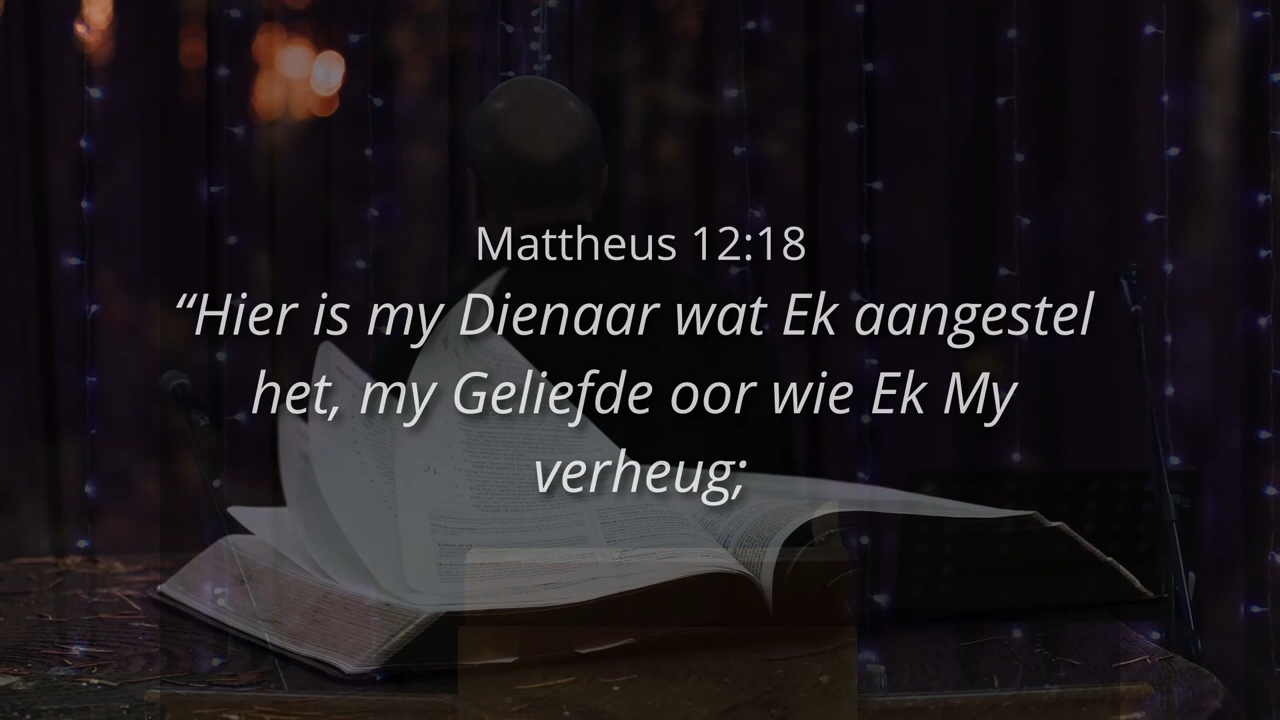 Mattheus 12:18
“Hier is my Dienaar wat Ek aangestel
het, my Geliefde oor wie Ek My
verheug;